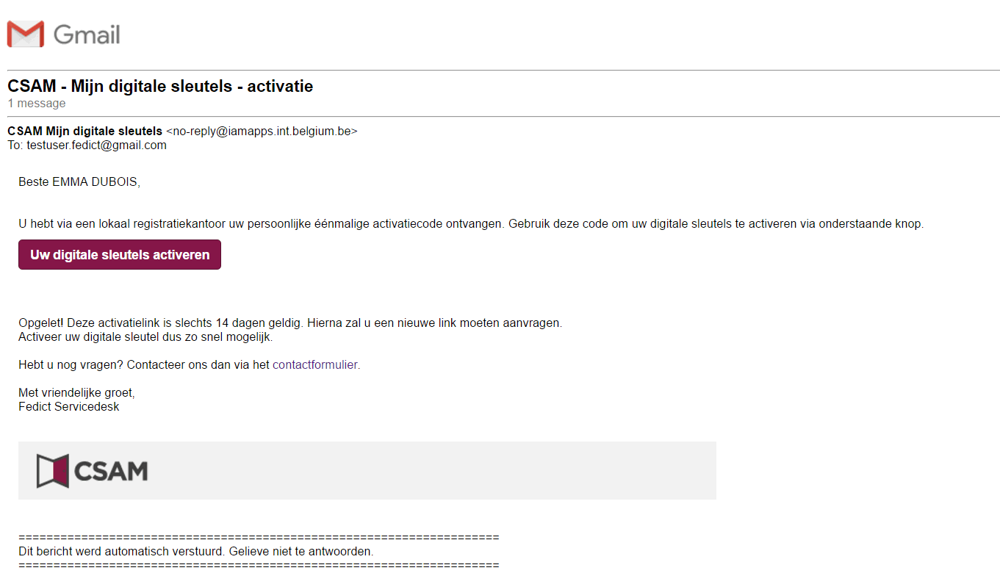 Gmail
CSAM - Mijn digitale sleutels - activatie
1 message
CSAM Mijn digitale sleutels <no-reply@iamapps.int.belgium.be>
To: testuser.fedict@gmail.com
Beste EMMA DUBOIS,
U hebt via een lokaal registratiekantoor uw persoonlijke éénmalige activatiecode ontvangen. Gebruik deze code om uw digitale sleutels te activeren via onderstaande knop.
Uw digitale sleutels activeren
Opgelet! Deze activatielink is slechts 14 dagen geldig. Hierna zal u een nieuwe link moeten aanvragen.
Activeer uw digitale sleutel dus zo snel mogelijk.
Hebt u nog vragen? Contacteer ons dan via het contactformulier.
Met vriendelijke groet,
Fedict Servicedesk
CSAM
====================================================================
Dit bericht werd automatisch verstuurd. Gelieve niet te antwoorden.
====================================================================